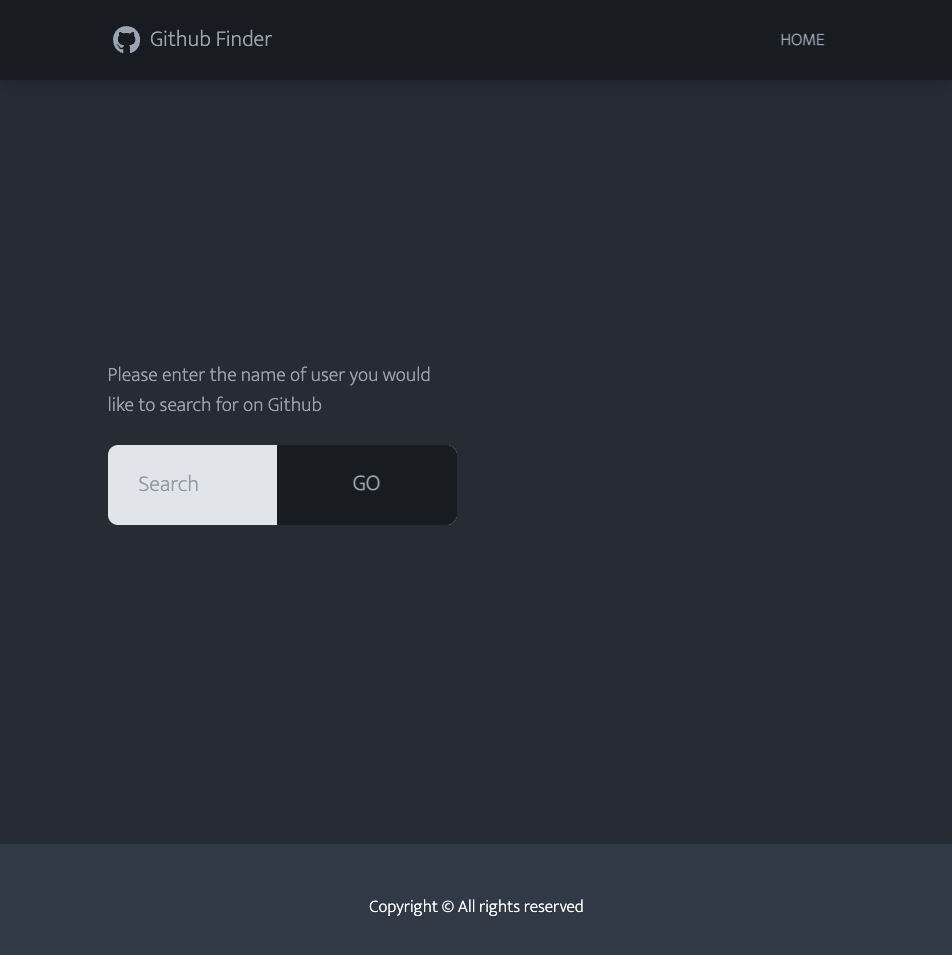 Github Finder
HOME
Please enter the name of user you would
like to search for on Github
Search
GO
Copyright © All rights reserved